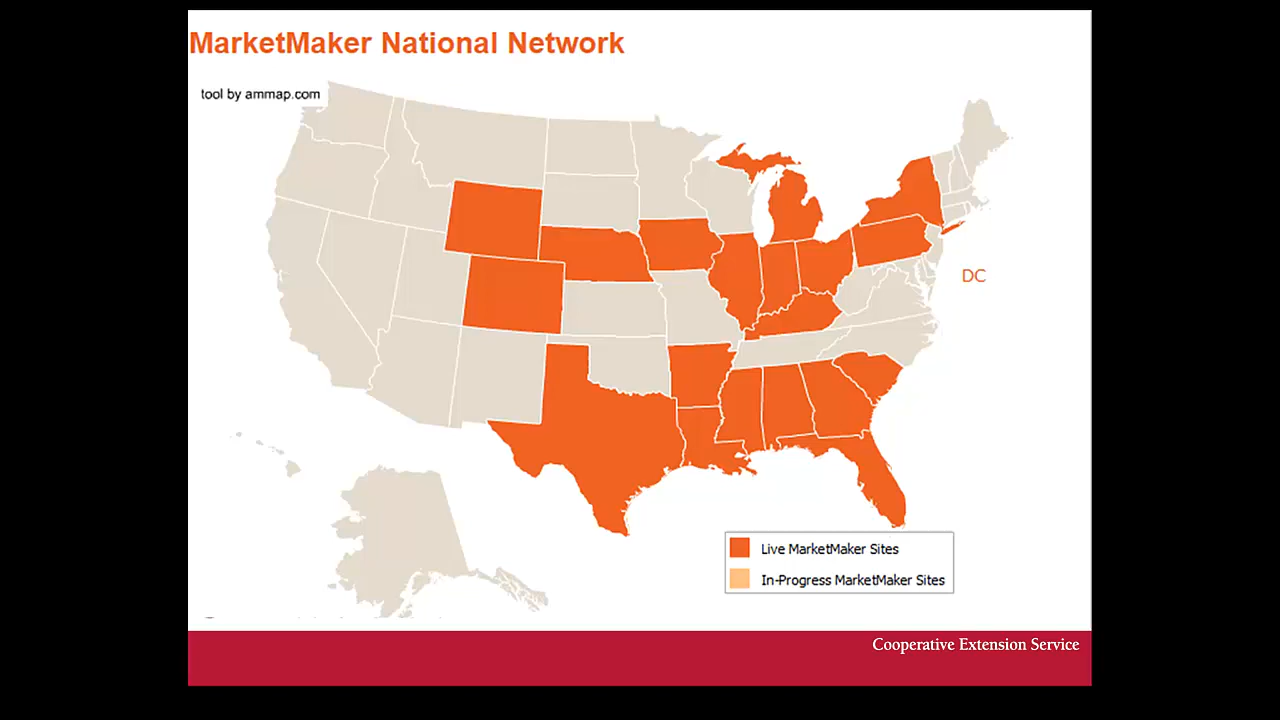 MarketMaker National Network
tool by ammap.com
DC
Live MarketMaker Sites
In-Progress MarketMaker Sites
Cooperative Extension Service